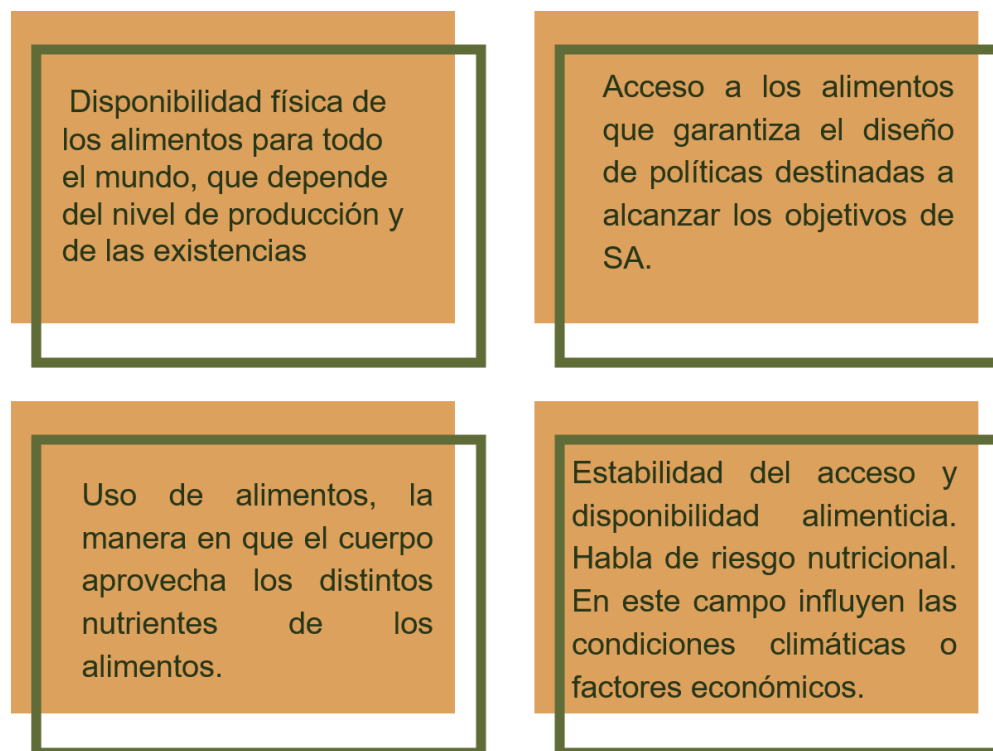 Disponibilidad física de
los alimentos para todo
el mundo, que depende
del nivel de producción y
de las existencias
Acceso a los alimentos
que garantiza el diseño
de políticas destinadas a
alcanzar los objetivos de
SA.
Uso de alimentos, la
manera en que el cuerpo
aprovecha los distintos
nutrientes de los
alimentos.
Estabilidad del acceso y
disponibilidad alimenticia.
Habla de riesgo nutricional.
En este campo influyen las
condiciones climáticas o
factores económicos.